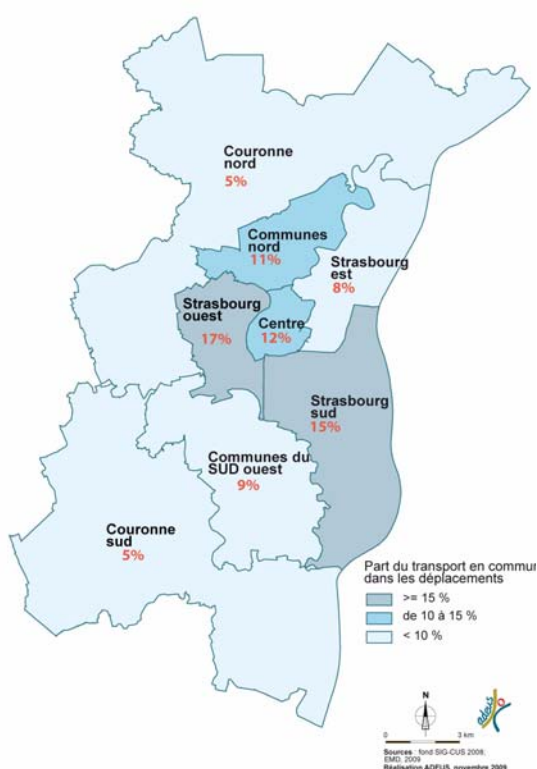 Couronne
nord
5%
Communes
nord
11%
Strasbourg
est
8%
Strasbourg
ouest
17%
Centre
12%
Strasbourg
sud
15%
Communes du
SUD ouest
9%
Couronne
sud
5%
Part du transport en commun
dans les déplacements
>= 15 %
de 10 à 15 %
< 10 %
N
adeus
0 3 km
Sources : fond SIG-CUS 2008,
EMD, 2009
Réalisation ADEUS, novembre 2009